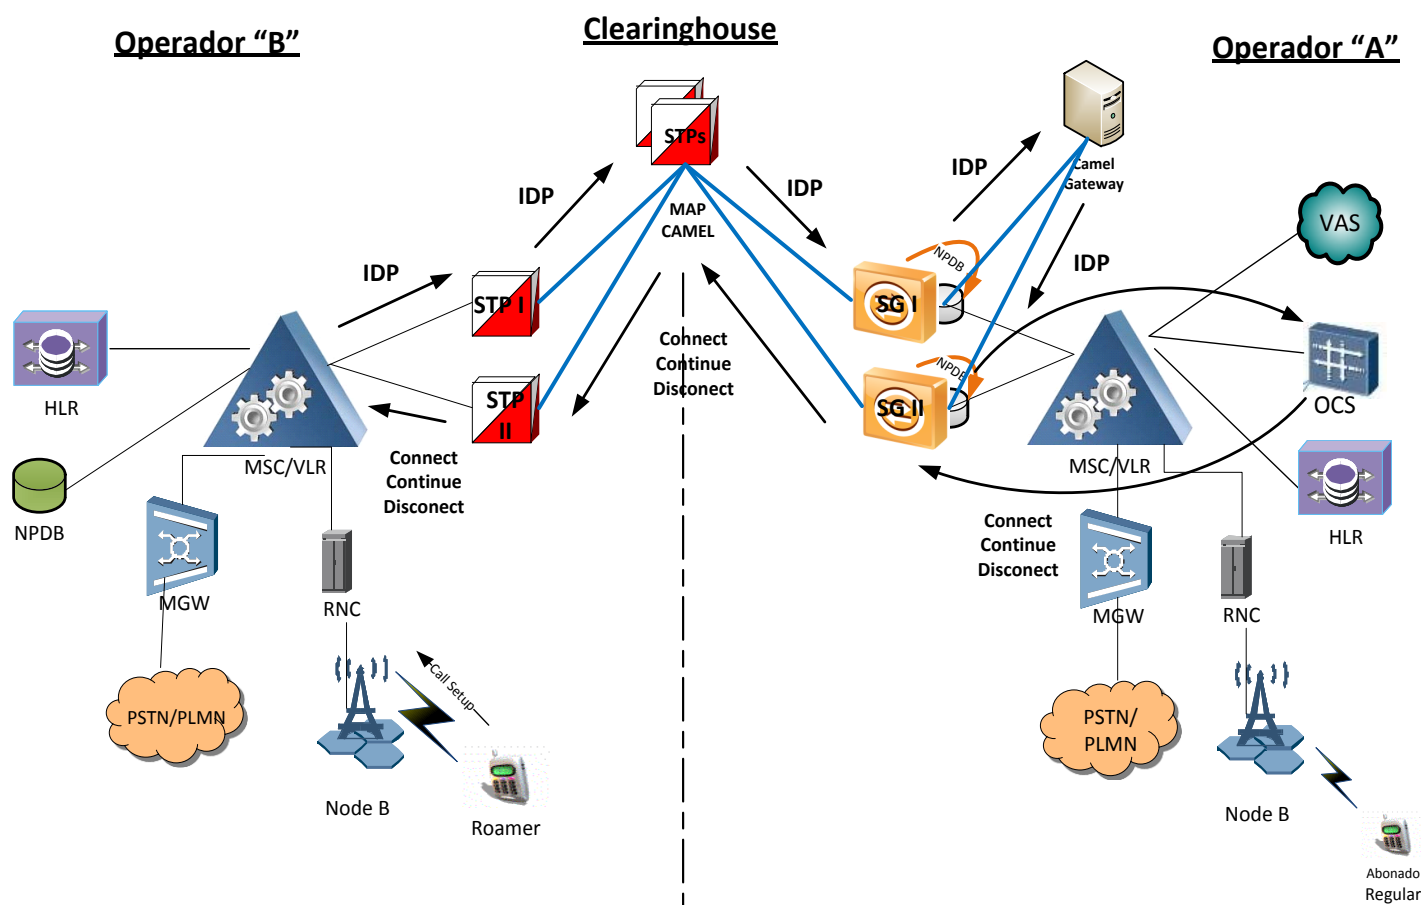 Operador “B”
Clearinghouse
Operador “A”
STPs
IDP
IDP
IDP
Camel
Gateway
MAP
CAMEL
VAS
IDP
IDP
NPDB
STP I
SG I
Connect
Continue
Disconect
NPDB
HLR
STP
II
SG II
OCS
MSC/VLR
MSC/VLR
Connect
Continue
Disconect
NPDB
Connect
Continue
Disconect
HLR
MGW
RNC
MGW
RNC
Call Setup
PSTN/PLMN
PSTN/
PLMN
Node B
Roamer
Node B
Abonado
Regular